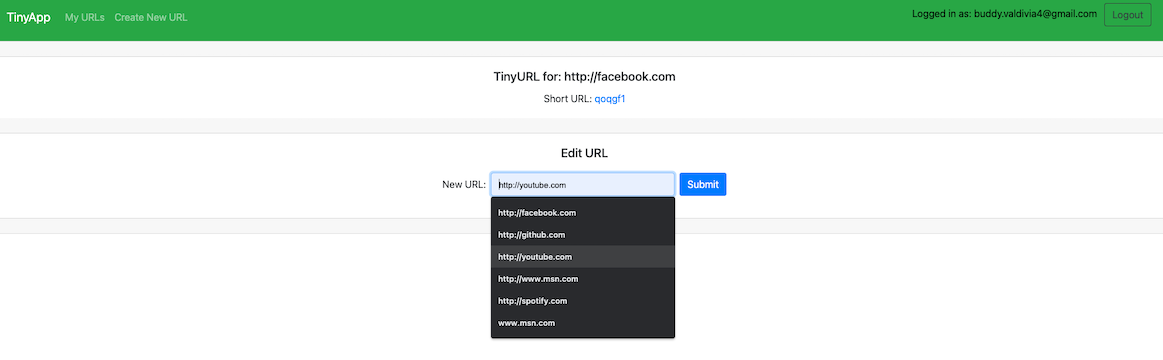 TinyApp My URLs Create New URL Logged in as: buddy.valdivia4@gmail.com Logout
TinyURL for: http://facebook.com
Short URL: qoqgf1
Edit URL
New URL: http://youtube.com Submit
http://facebook.com
http://github.com
http://youtube.com
http://www.msn.com
http://spotify.com
www.msn.com